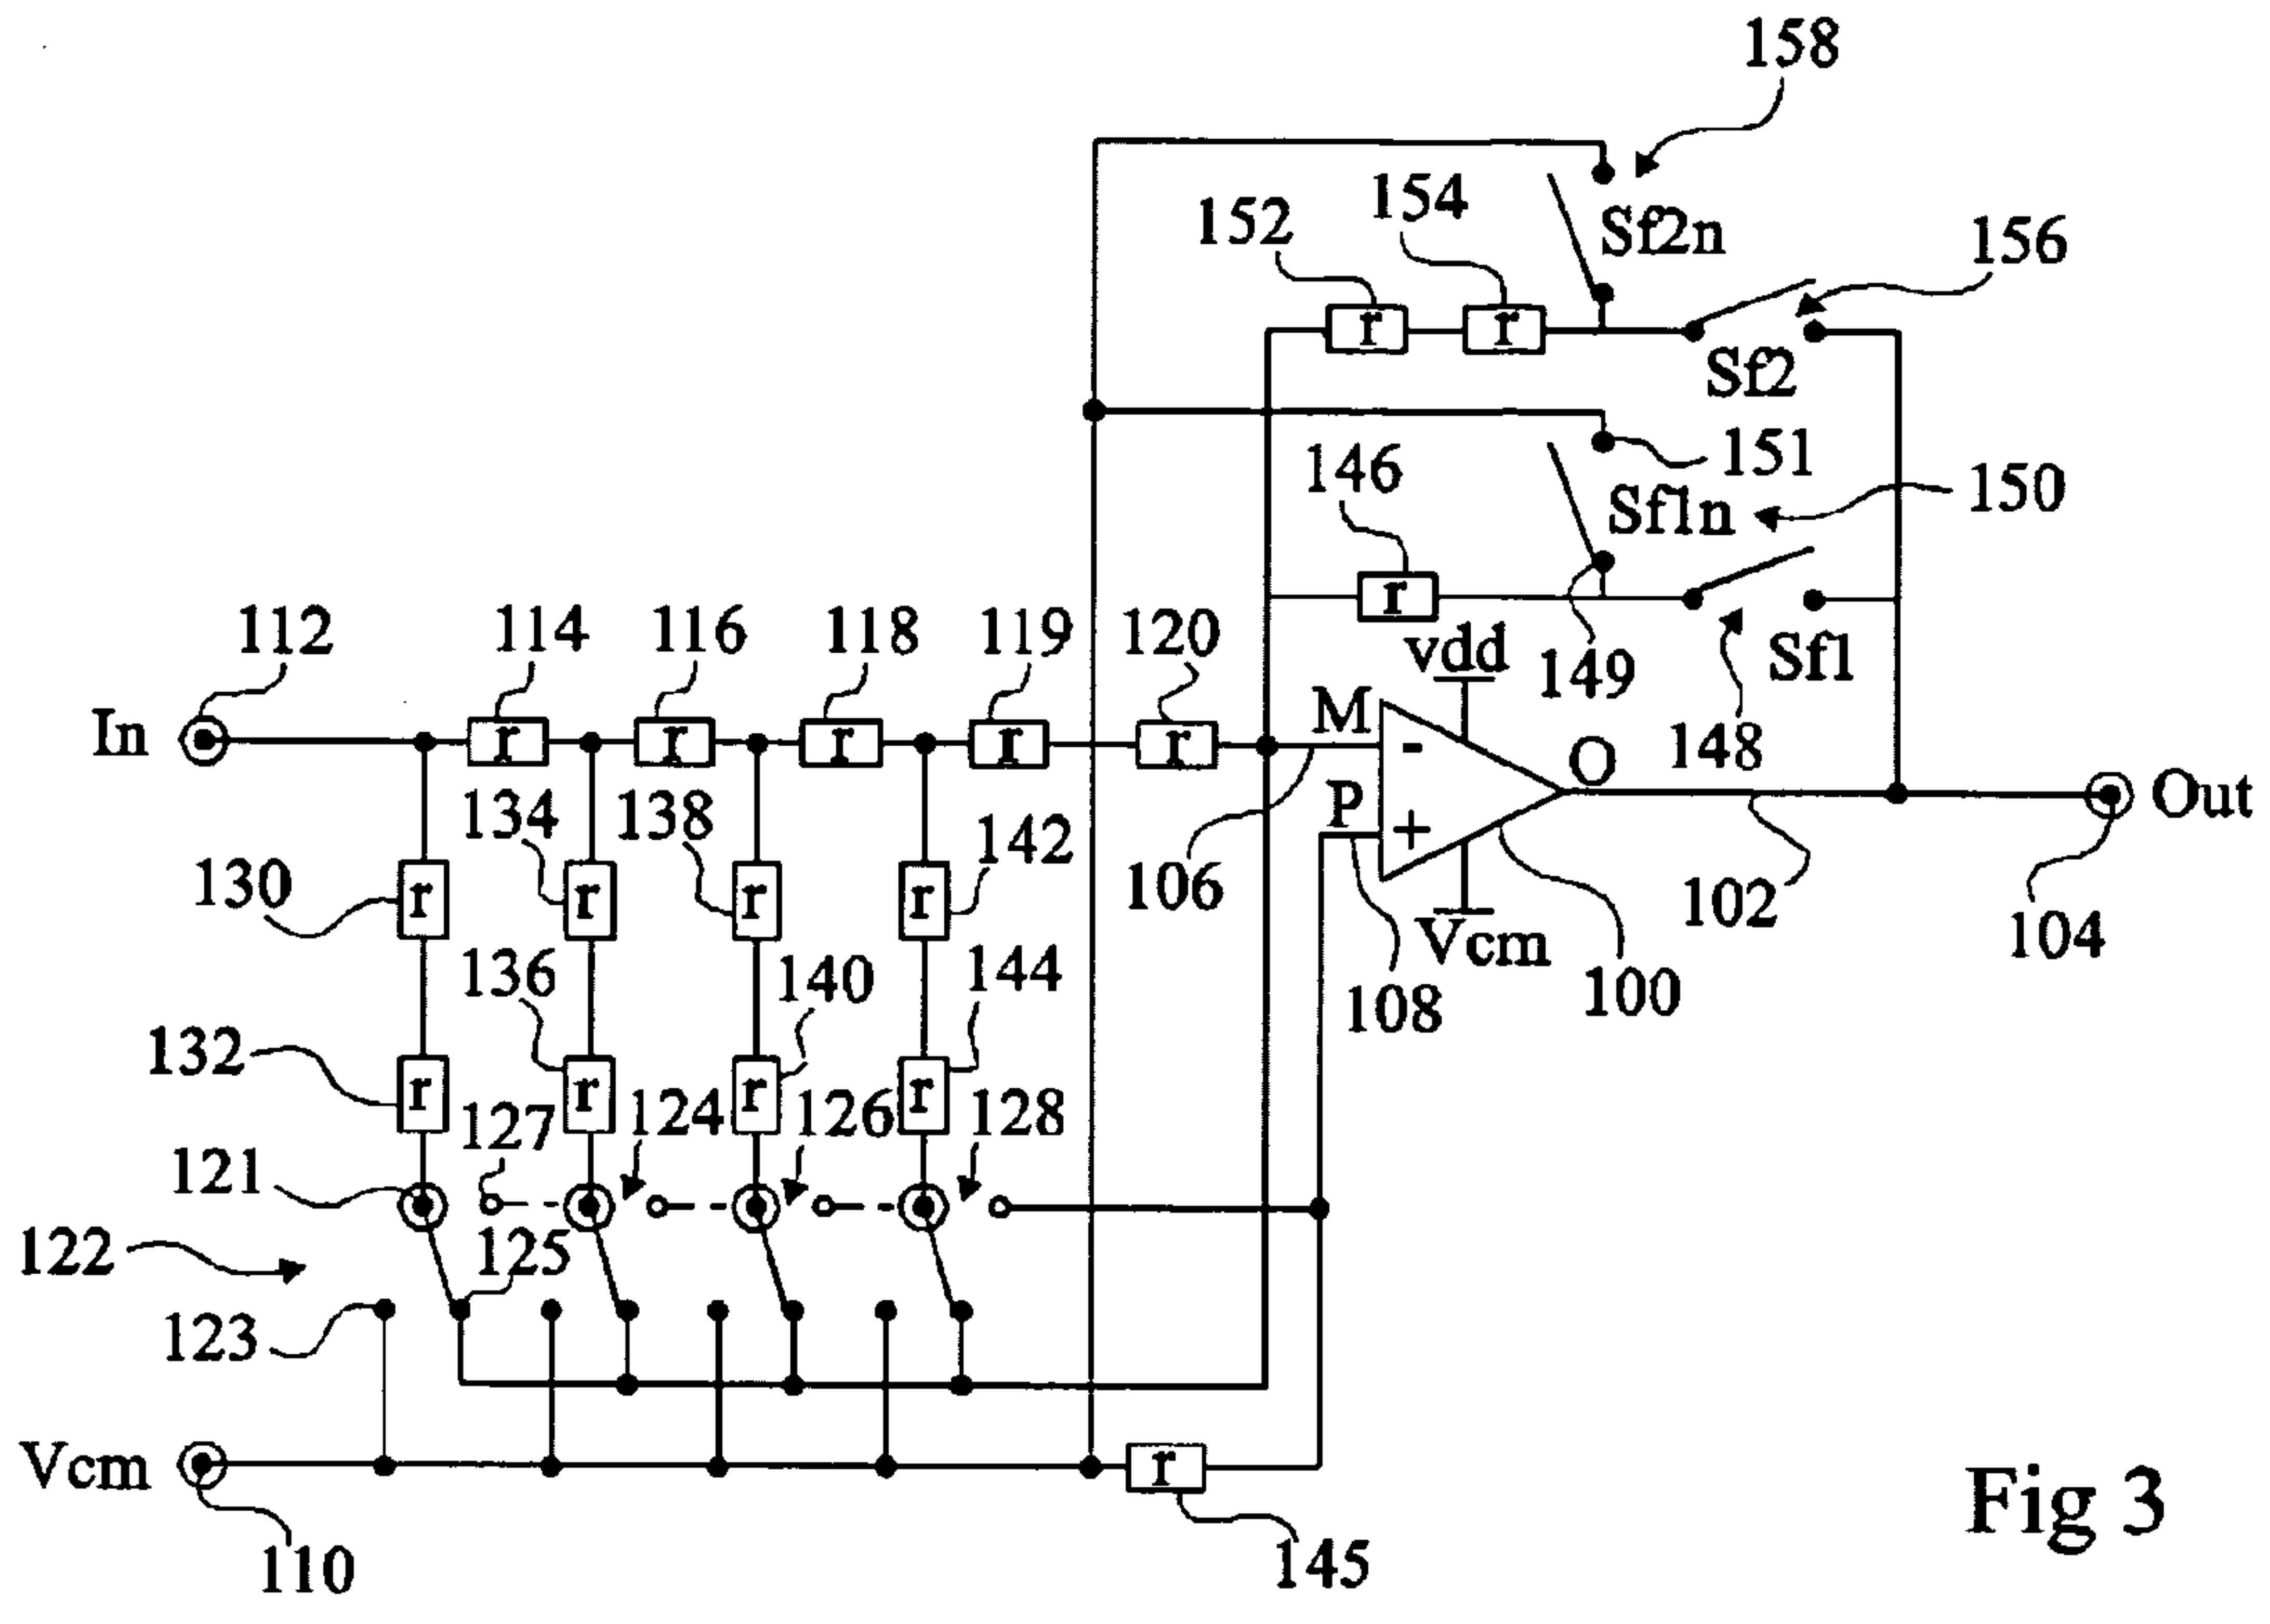 158
152
154
Sf2n
156
Sf2
151
146
Sf1n
150
r
r
r
vdd
149
Sf1
148
112
114
116
118
119
120
In
r
r
r
r
r
M
-
O
Out
P
+
134
138
142
130
r
r
r
r
106
102
104
Vcm
108
100
136
140
144
132
r
r
r
r
127
124
126
128
121
125
122
123
Vcm
r
110
145
Fig 3